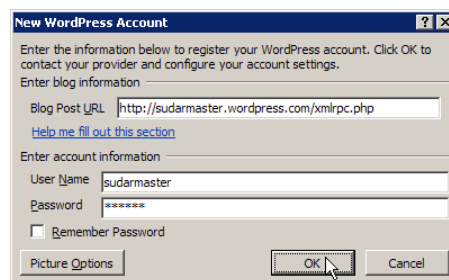 New WordPress Account
Enter the information below to register your WordPress account. Click OK to
contact your provider and configure your account settings.
Enter blog information
Blog Post URL http://sudarmaster.wordpress.com/xmlrpc.php
Help me fill out this section
Enter account information
User Name sudarmaster
Password ******
Remember Password
Picture Options OK Cancel